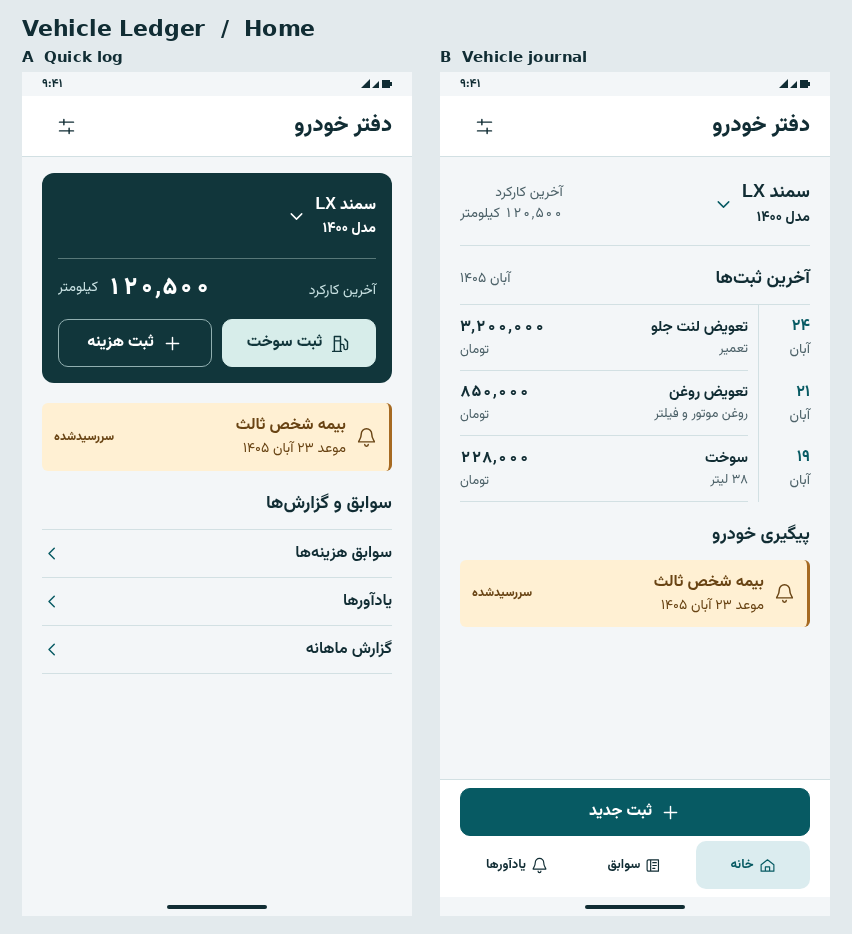 Vehicle Ledger / Home
A Quick log
۹:۴۱
دفتر خودرو
سمند LX
مدل ۱۴۰۰
آخرین کارکرد
۱۲۰,۵۰۰ کیلومتر
ثبت سوخت
ثبت هزینه
بیمه شخص ثالث
موعد ۲۳ آبان ۱۴۰۵
سررسیدشده
سوابق و گزارش‌ها
سوابق هزینه‌ها
یادآورها
گزارش ماهانه
B Vehicle journal
۹:۴۱
دفتر خودرو
سمند LX
مدل ۱۴۰۰
آخرین کارکرد
۱۲۰,۵۰۰ کیلومتر
آخرین ثبت‌ها
آبان ۱۴۰۵
۲۴
آبان
تعویض لنت جلو
تعمیر
۳,۲۰۰,۰۰۰
تومان
۲۱
آبان
تعویض روغن
روغن موتور و فیلتر
۸۵۰,۰۰۰
تومان
۱۹
آبان
سوخت
۳۸ لیتر
۲۲۸,۰۰۰
تومان
پیگیری خودرو
بیمه شخص ثالث
موعد ۲۳ آبان ۱۴۰۵
سررسیدشده
ثبت جدید
خانه
سوابق
یادآورها